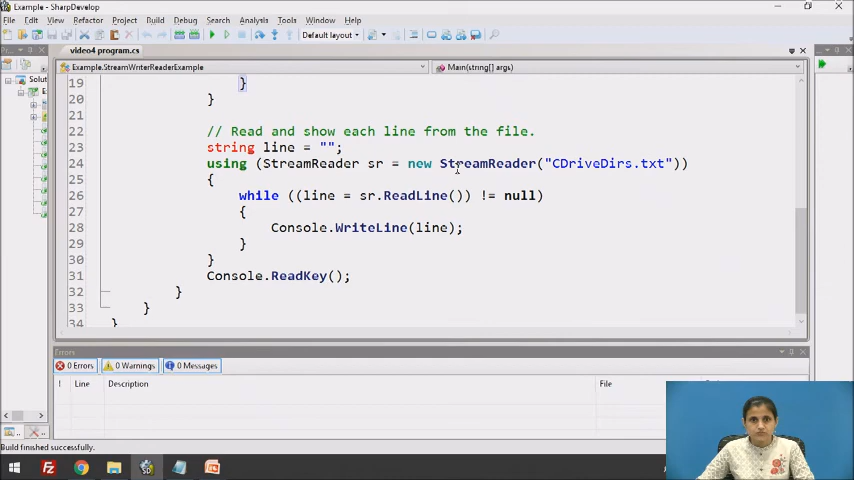 Example - SharpDevelop
File Edit View Refactor Project Build Debug Search Analysis Tools Window Help
Default layout
video4 program.cs
Example.StreamWriterReaderExample Main(string[] args)
19 }
20 }
21
22 // Read and show each line from the file.
23 string line = "";
24 using (StreamReader sr = new StreamReader("CDriveDirs.txt"))
25 {
26 while ((line = sr.ReadLine()) != null)
27 {
28 Console.WriteLine(line);
29 }
30 }
31 Console.ReadKey();
32 }
33 }
34 }
Errors
0 Errors 0 Warnings 0 Messages
! Line Description File
Build finished successfully.